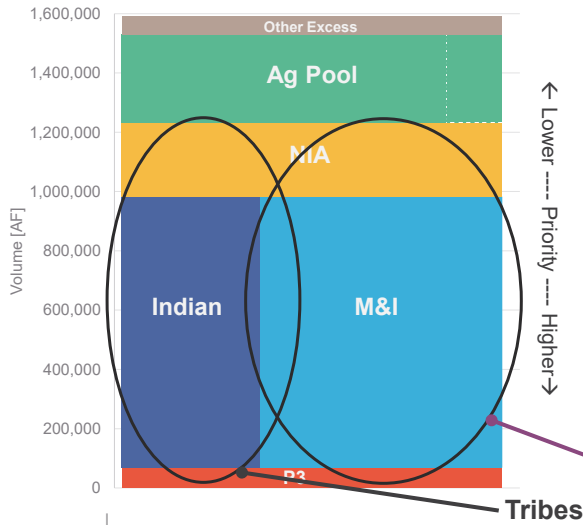 1,600,000
Other Excess
1,400,000
Ag Pool
1,200,000
NIA
1,000,000
800,000
Indian
M&I
600,000
400,000
200,000
P3
0
Volume [AF]
← Lower ---- Priority ---- Higher→
Tribes